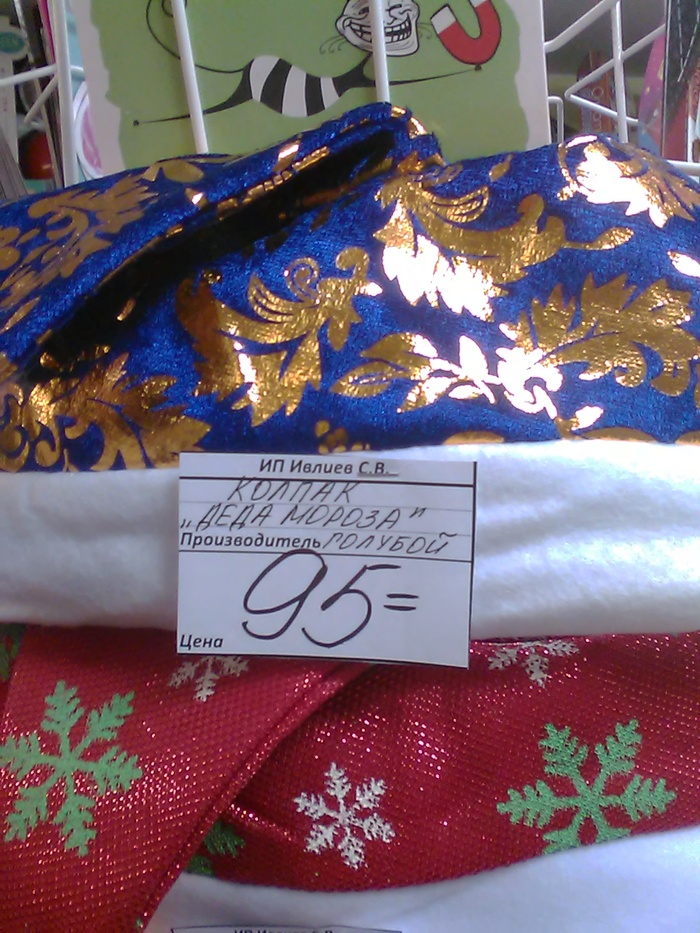 ИП Ивлиев С.В.
КОЛПАК
„ДЕДА МОРОЗА"
Производитель ГОЛУБОЙ
95=
Цена